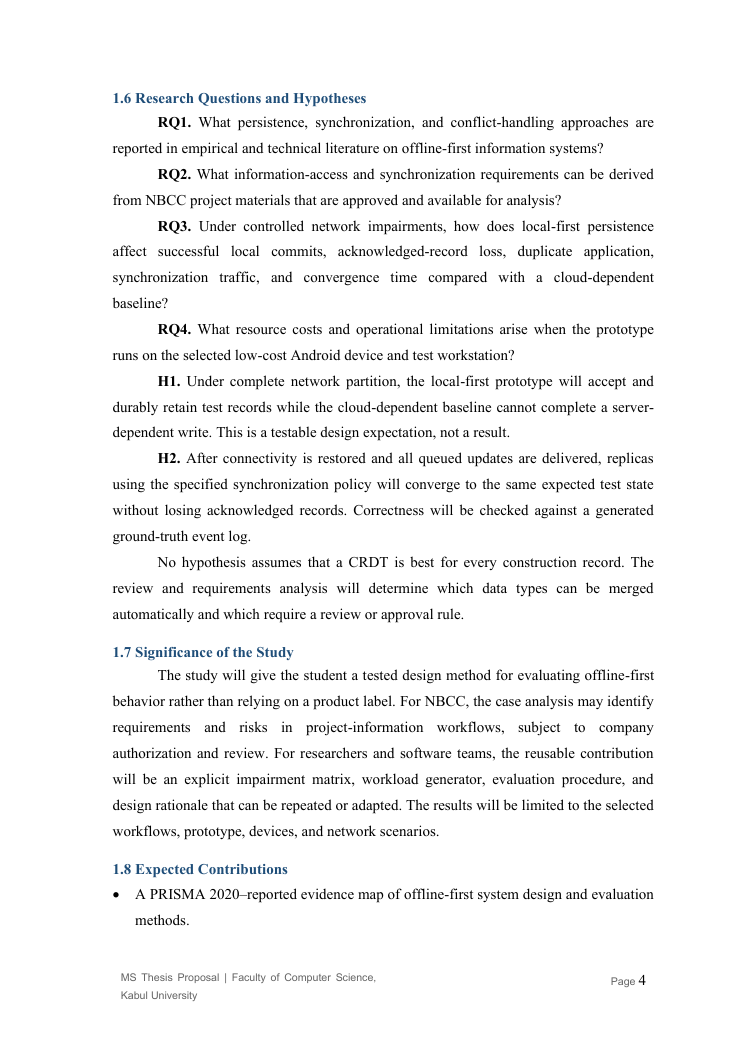 1.6 Research Questions and Hypotheses
RQ1. What persistence, synchronization, and conflict-handling approaches are
reported in empirical and technical literature on offline-first information systems?
RQ2. What information-access and synchronization requirements can be derived
from NBCC project materials that are approved and available for analysis?
RQ3. Under controlled network impairments, how does local-first persistence
affect successful local commits, acknowledged-record loss, duplicate application,
synchronization traffic, and convergence time compared with a cloud-dependent
baseline?
RQ4. What resource costs and operational limitations arise when the prototype
runs on the selected low-cost Android device and test workstation?
H1. Under complete network partition, the local-first prototype will accept and
durably retain test records while the cloud-dependent baseline cannot complete a server-
dependent write. This is a testable design expectation, not a result.
H2. After connectivity is restored and all queued updates are delivered, replicas
using the specified synchronization policy will converge to the same expected test state
without losing acknowledged records. Correctness will be checked against a generated
ground-truth event log.
No hypothesis assumes that a CRDT is best for every construction record. The
review and requirements analysis will determine which data types can be merged
automatically and which require a review or approval rule.
1.7 Significance of the Study
The study will give the student a tested design method for evaluating offline-first
behavior rather than relying on a product label. For NBCC, the case analysis may identify
requirements and risks in project-information workflows, subject to company
authorization and review. For researchers and software teams, the reusable contribution
will be an explicit impairment matrix, workload generator, evaluation procedure, and
design rationale that can be repeated or adapted. The results will be limited to the selected
workflows, prototype, devices, and network scenarios.
1.8 Expected Contributions
• A PRISMA 2020–reported evidence map of offline-first system design and evaluation
methods.
MS Thesis Proposal | Faculty of Computer Science,
Kabul University
Page 4